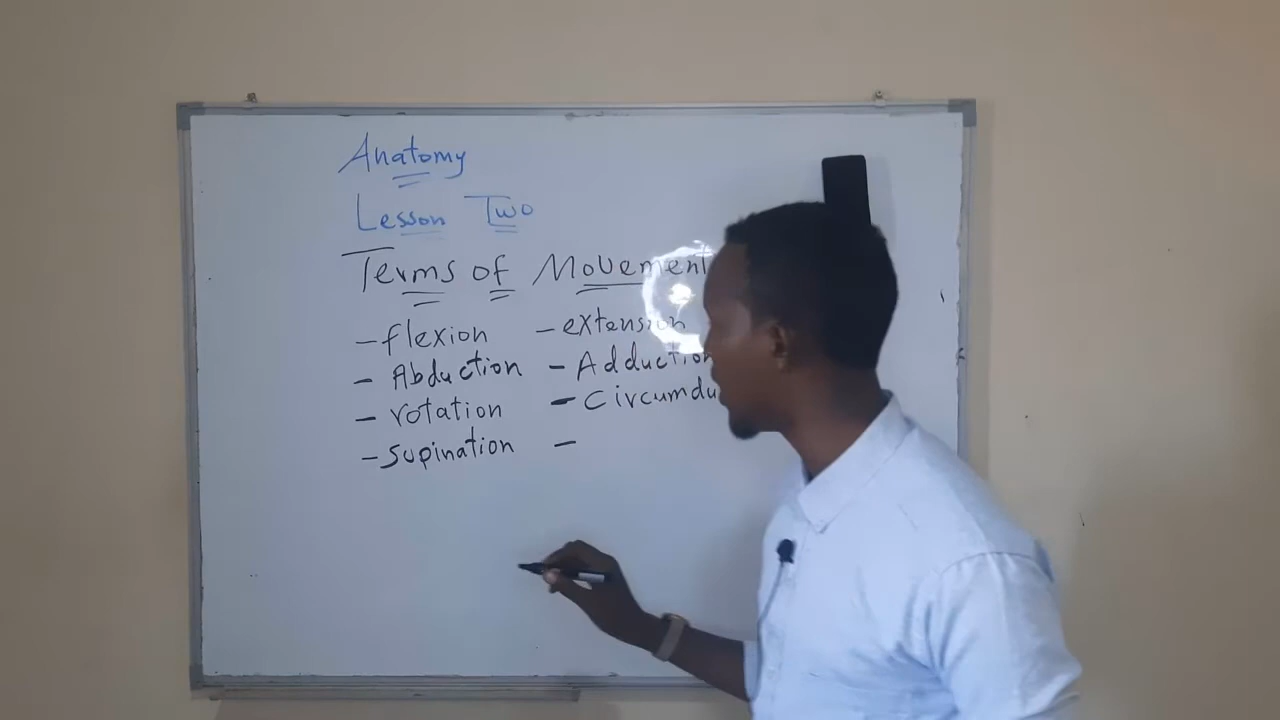 Anatomy
Lesson Two
Terms of Movement
- flexion - extension
- Abduction - Adduction
- rotation - Circumdu
- supination -